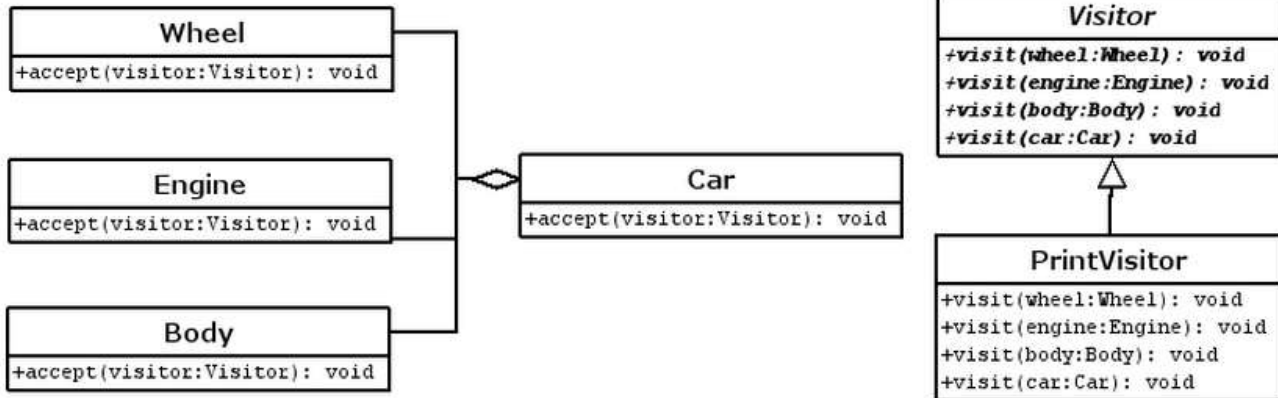 Wheel
+accept(visitor:Visitor): void
Engine
+accept(visitor:Visitor): void
Body
+accept(visitor:Visitor): void
Car
+accept(visitor:Visitor): void
Visitor
+visit(wheel:Wheel): void
+visit(engine:Engine): void
+visit(body:Body): void
+visit(car:Car): void
PrintVisitor
+visit(wheel:Wheel): void
+visit(engine:Engine): void
+visit(body:Body): void
+visit(car:Car): void